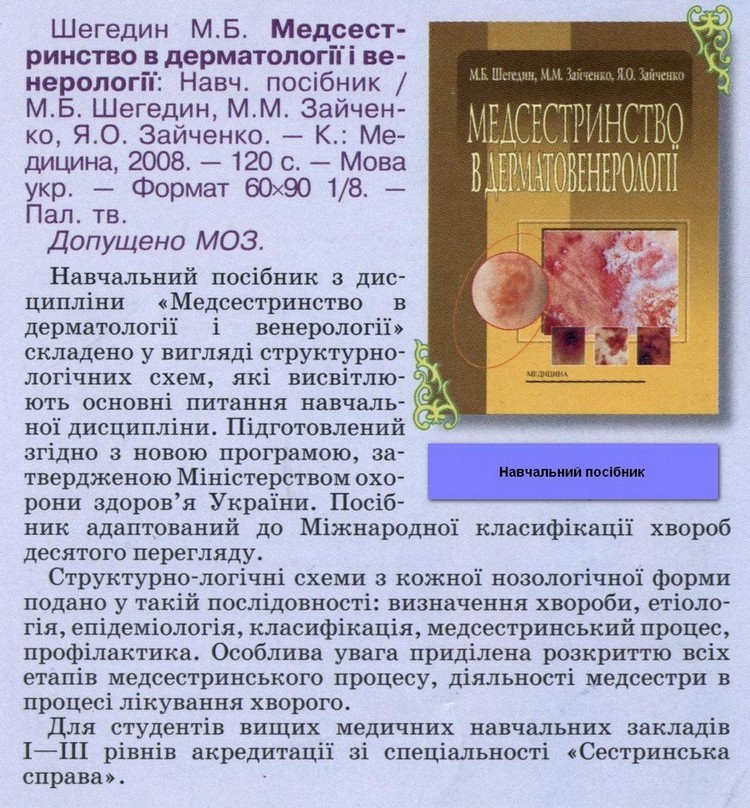 Шегедин М.Б. Медсест-
ринство в дерматології і ве-
нерології: Навч. посібник /
М.Б. Шегедин, М.М. Зайчен-
ко, Я.О. Зайченко. — К.: Ме-
дицина, 2008. — 120 с. — Мова
укр. — Формат 60×90 1/8. —
Пал. тв.
Допущено МОЗ.
Навчальний посібник з дис-
ципліни «Медсестринство в
дерматології і венерології»
складено у вигляді структурно-
логічних схем, які висвітлю-
ють основні питання навчаль-
ної дисципліни. Підготовлений
згідно з новою програмою, за-
твердженою Міністерством охо-
рони здоров’я України. Посіб-
ник адаптований до Міжнародної класифікації хвороб
десятого перегляду.
Структурно-логічні схеми з кожної нозологічної форми
подано у такій послідовності: визначення хвороби, етіоло-
гія, епідеміологія, класифікація, медсестринський процес,
профілактика. Особлива увага приділена розкриттю всіх
етапів медсестринського процесу, діяльності медсестри в
процесі лікування хворого.
Для студентів вищих медичних навчальних закладів
I—III рівнів акредитації зі спеціальності «Сестринська
справа».
М.Б. Шегедин, М.М. Зайченко, Я.О. Зайченко
МЕДСЕСТРИНСТВО
В ДЕРМАТОВЕНЕРОЛОГІЇ
МЕДИЦИНА
Навчальний посібник